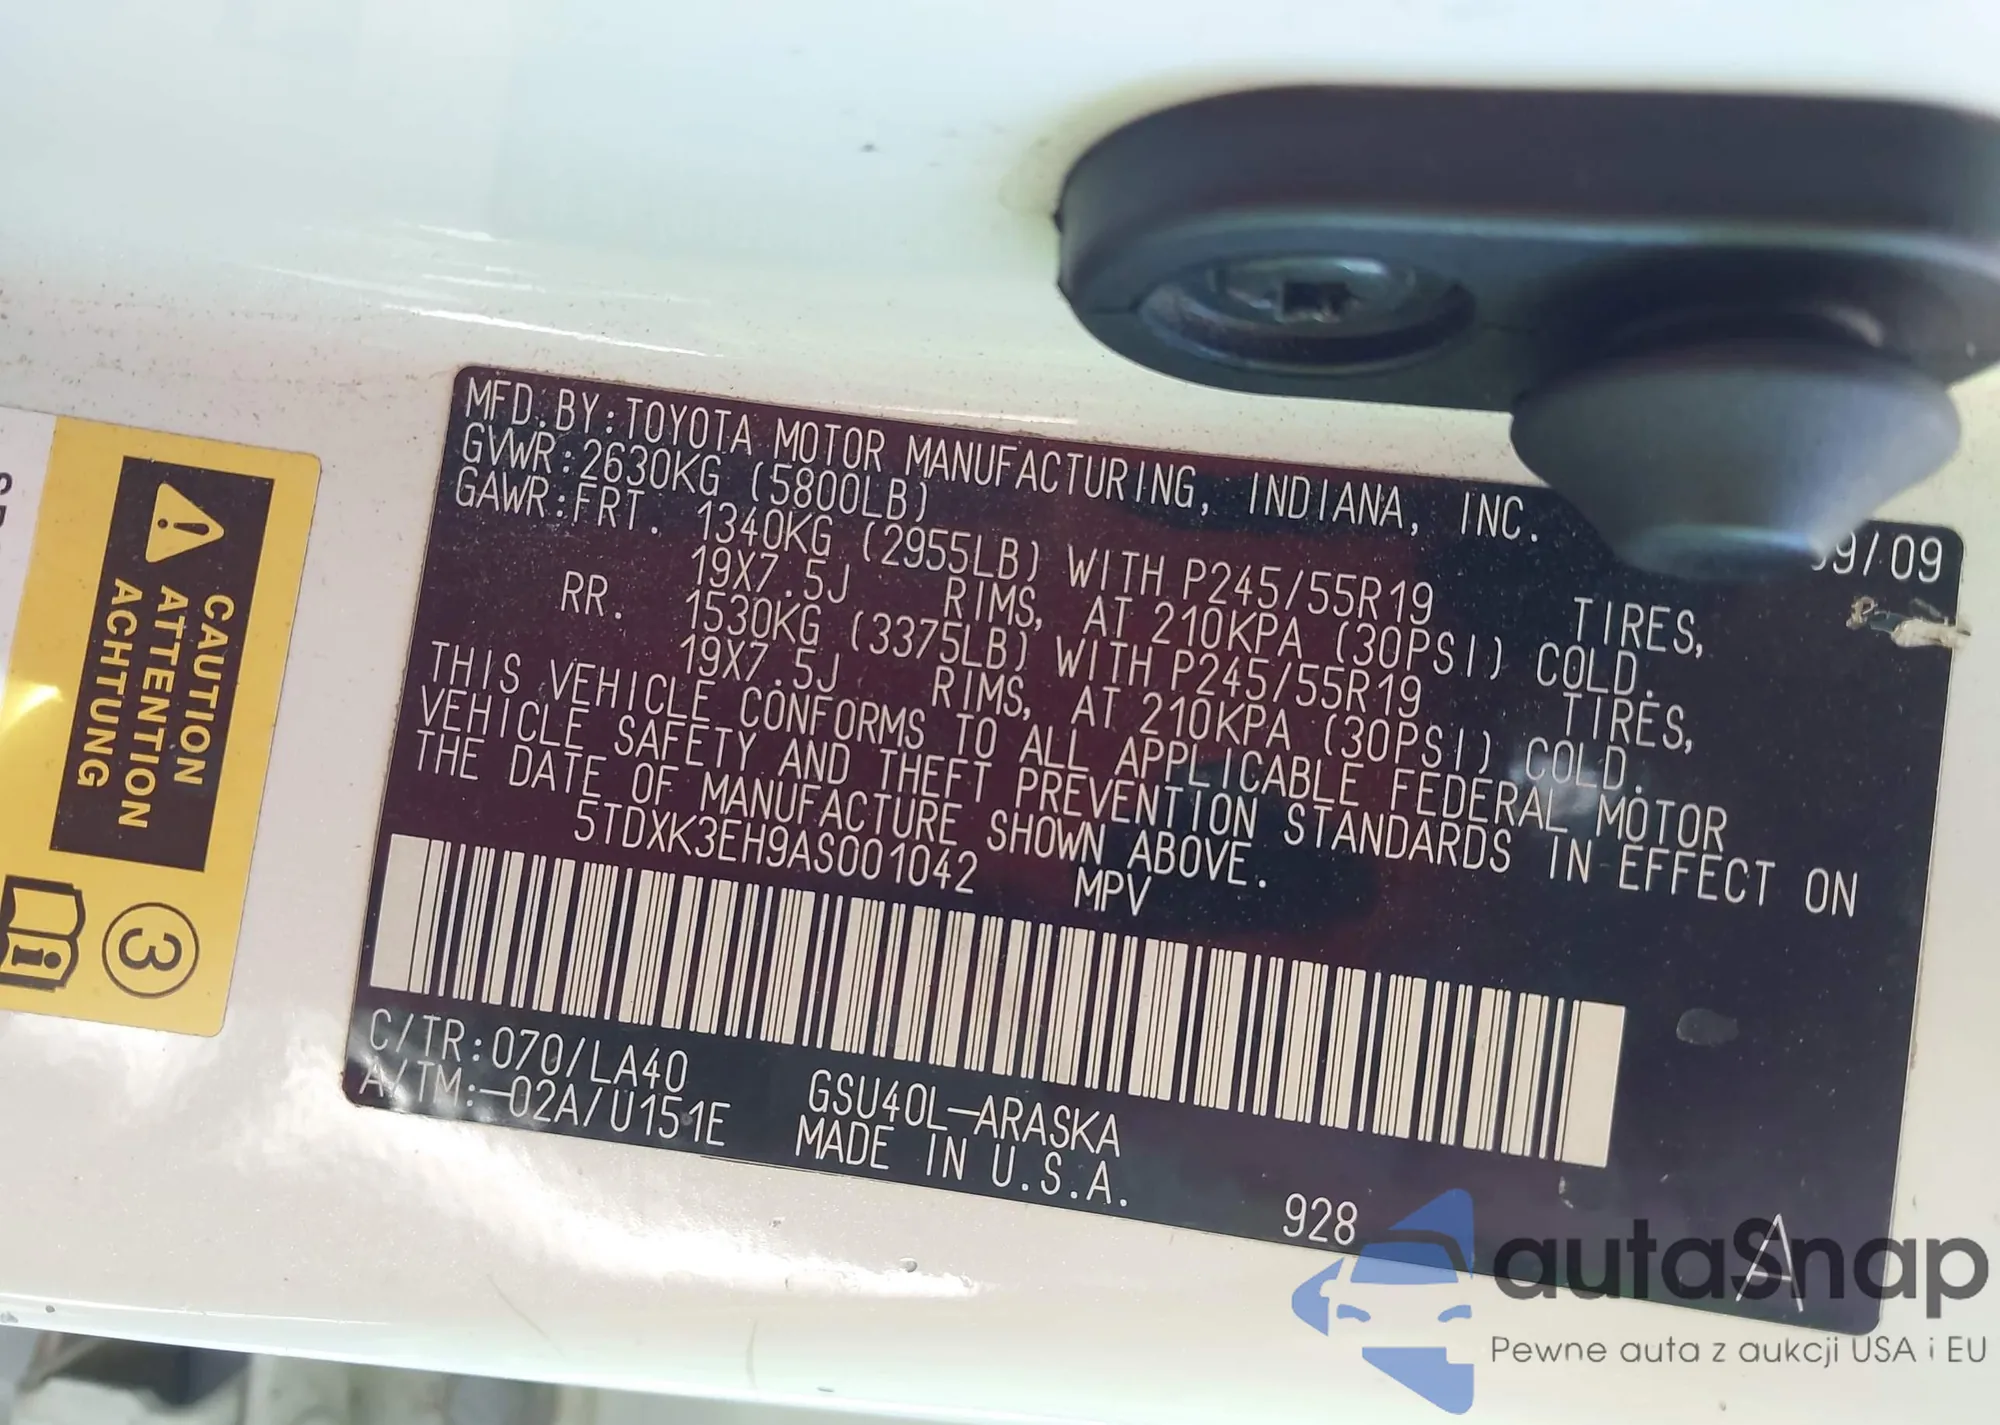 MFD.BY:TOYOTA MOTOR MANUFACTURING, INDIANA, INC. 09/09
GVWR:2630KG (5800LB)
GAWR:FRT. 1340KG (2955LB) WITH P245/55R19 TIRES,
19X7.5J RIMS, AT 210KPA (30PSI) COLD.
RR. 1530KG (3375LB) WITH P245/55R19 TIRES,
19X7.5J RIMS, AT 210KPA (30PSI) COLD.
THIS VEHICLE CONFORMS TO ALL APPLICABLE FEDERAL MOTOR
VEHICLE SAFETY AND THEFT PREVENTION STANDARDS IN EFFECT ON
THE DATE OF MANUFACTURE SHOWN ABOVE.
5TDXK3EH9AS001042 MPV
C/TR:070/LA40 GSU40L-ARASKA
A/TM:-02A/U151E MADE IN U.S.A.
928 A
CAUTION
ATTENTION
ACHTUNG
3
i
autaSnap
Pewne auta z aukcji USA i EU